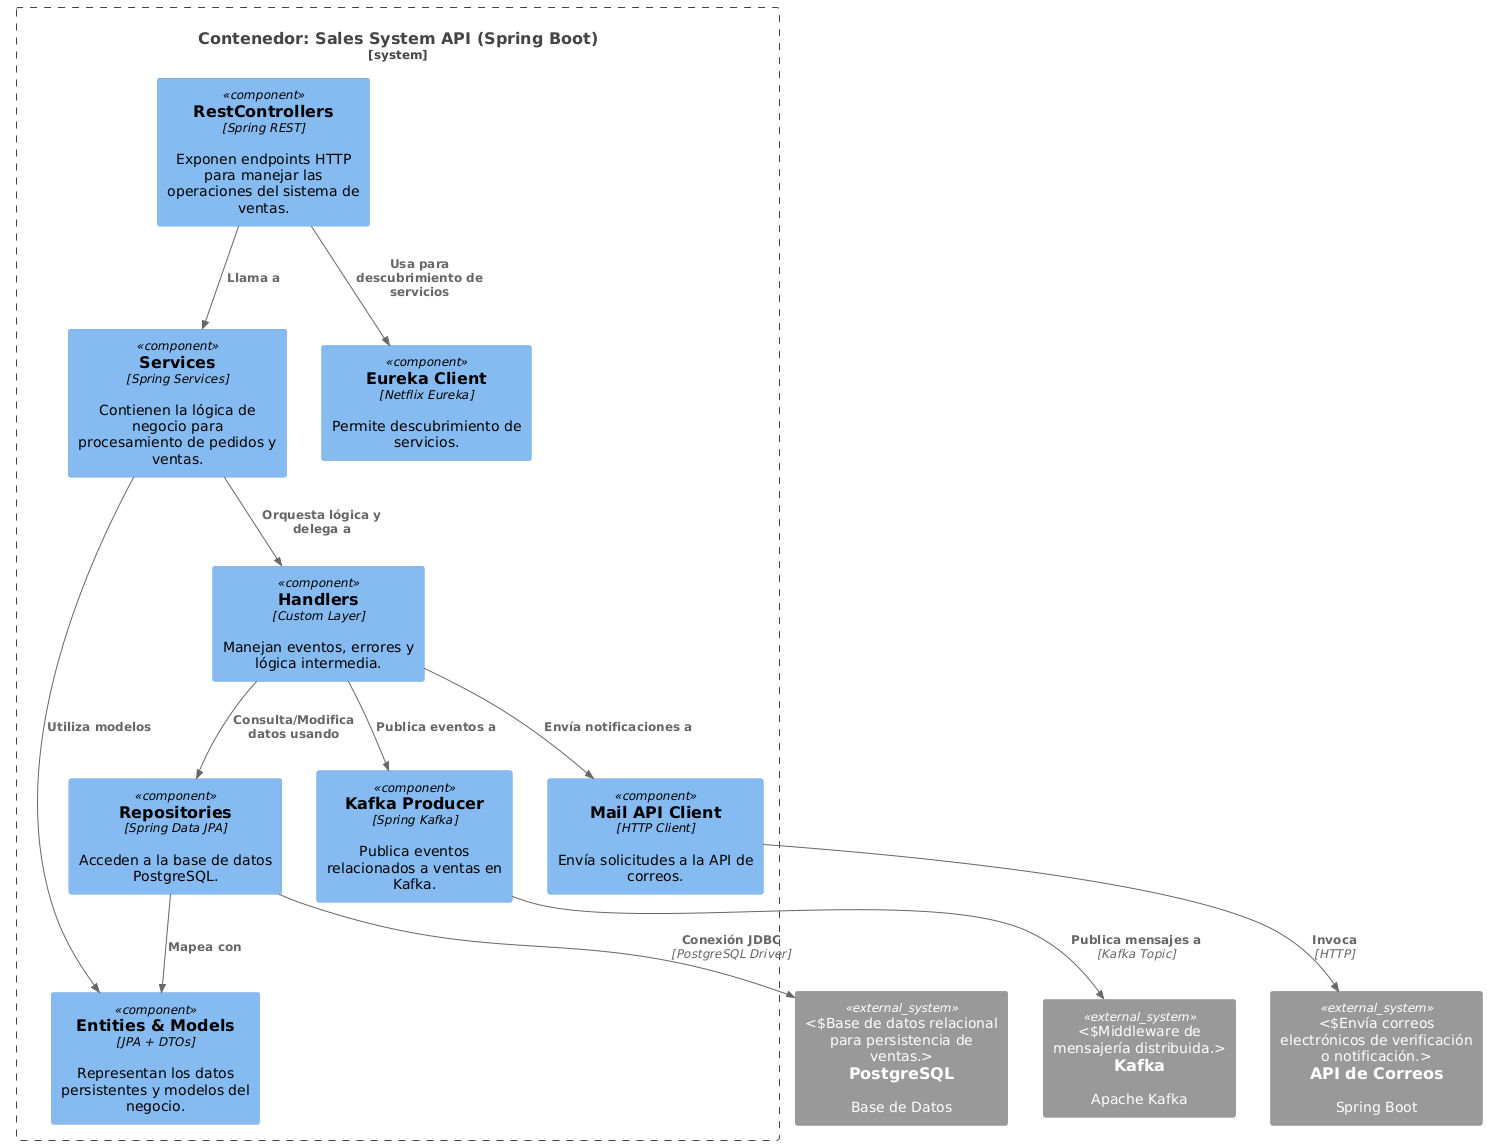 Contenedor: Sales System API (Spring Boot)
[system]
«component»
RestControllers
[Spring REST]
Exponen endpoints HTTP
para manejar las
operaciones del sistema de
ventas.
Llama a
Usa para
descubrimiento de
servicios
«component»
Services
[Spring Services]
Contienen la lógica de
negocio para
procesamiento de pedidos y
ventas.
«component»
Eureka Client
[Netflix Eureka]
Permite descubrimiento de
servicios.
Orquesta lógica y
delega a
«component»
Handlers
[Custom Layer]
Manejan eventos, errores y
lógica intermedia.
Utiliza modelos
Consulta/Modifica
datos usando
Publica eventos a
Envía notificaciones a
«component»
Repositories
[Spring Data JPA]
Acceden a la base de datos
PostgreSQL.
«component»
Kafka Producer
[Spring Kafka]
Publica eventos
relacionados a ventas en
Kafka.
«component»
Mail API Client
[HTTP Client]
Envía solicitudes a la API de
correos.
Mapea con
Conexión JDBC
[PostgreSQL Driver]
Publica mensajes a
[Kafka Topic]
Invoca
[HTTP]
«component»
Entities & Models
[JPA + DTOs]
Representan los datos
persistentes y modelos del
negocio.
«external_system»
<$Base de datos relacional
para persistencia de
ventas.>
PostgreSQL
Base de Datos
«external_system»
<$Middleware de
mensajería distribuida.>
Kafka
Apache Kafka
«external_system»
<$Envía correos
electrónicos de verificación
o notificación.>
API de Correos
Spring Boot